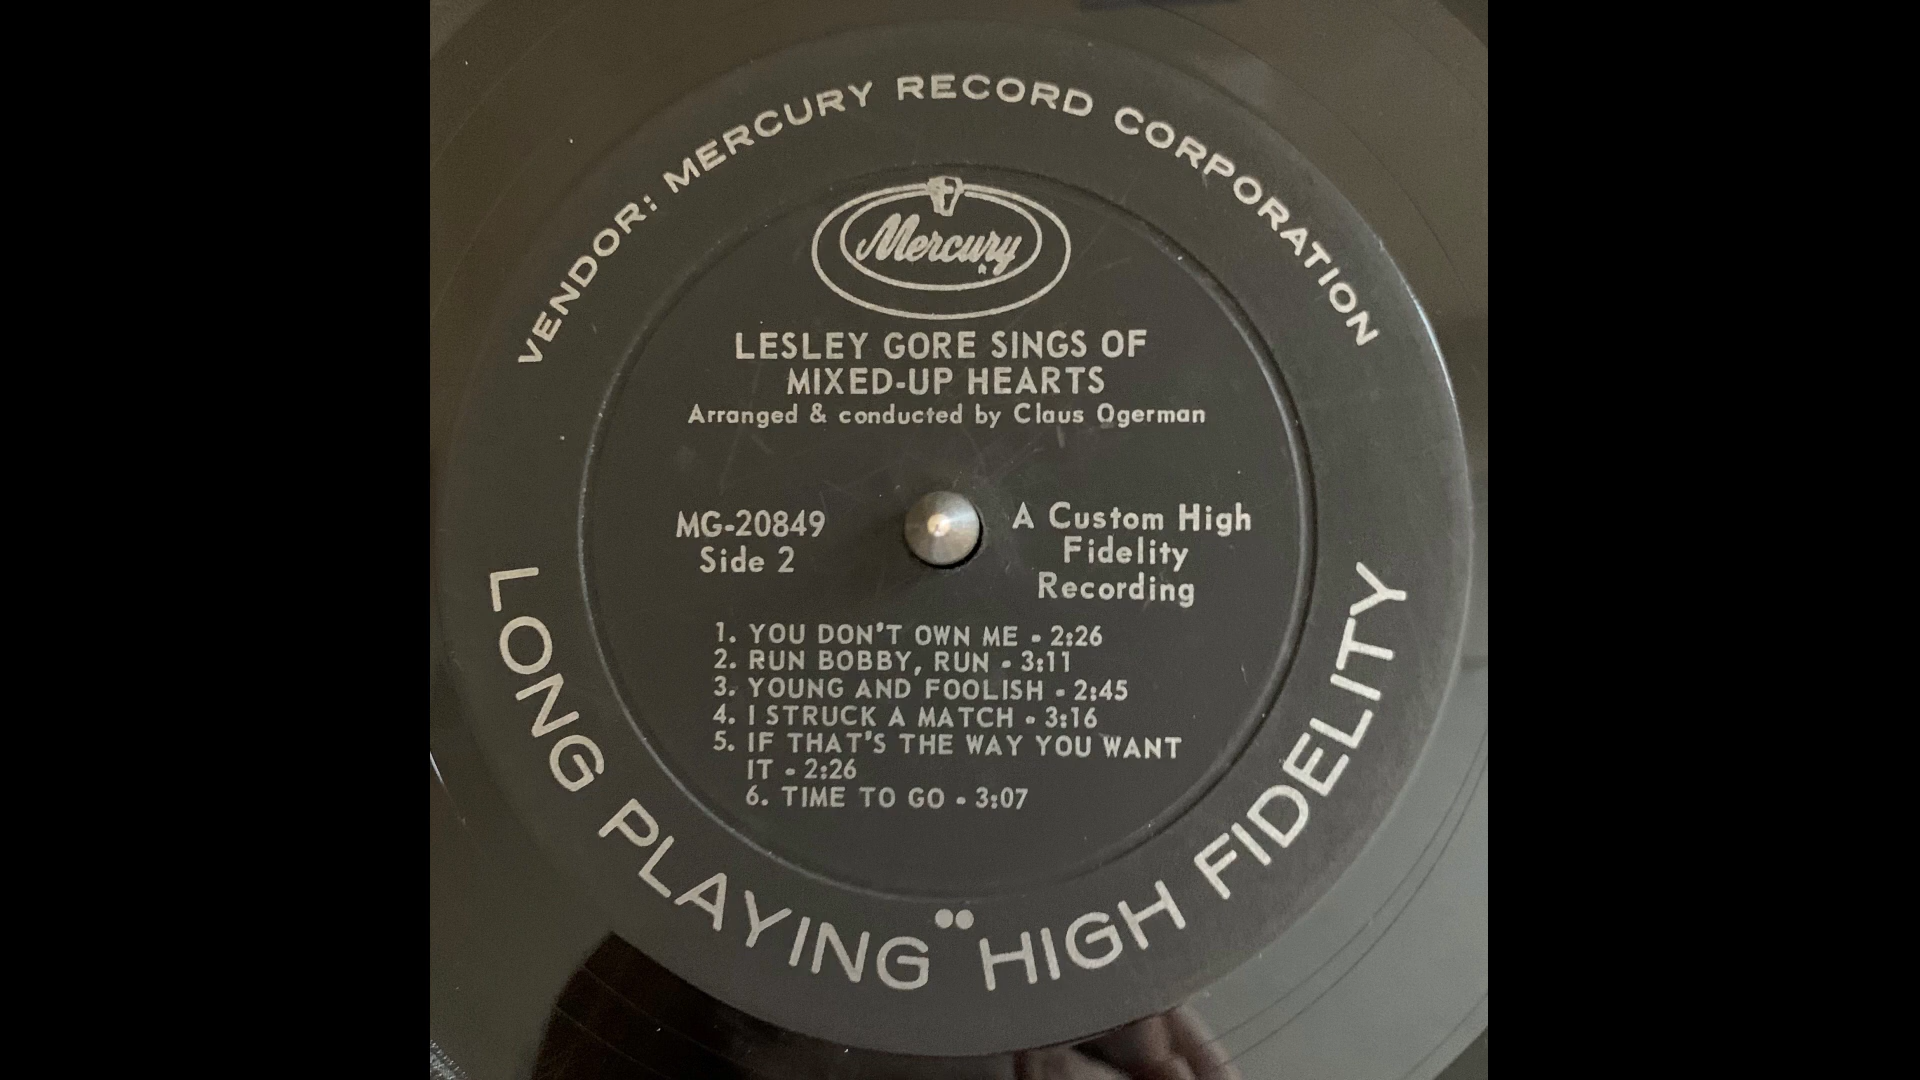 VENDOR: MERCURY RECORD CORPORATION
Mercury
R
LESLEY GORE SINGS OF
MIXED-UP HEARTS
Arranged & conducted by Claus Ogerman
MG-20849
Side 2
A Custom High
Fidelity
Recording
1. YOU DON'T OWN ME - 2:26
2. RUN BOBBY, RUN - 3:11
3. YOUNG AND FOOLISH - 2:45
4. I STRUCK A MATCH - 3:16
5. IF THAT'S THE WAY YOU WANT
IT - 2:26
6. TIME TO GO - 3:07
LONG PLAYING •• HIGH FIDELITY